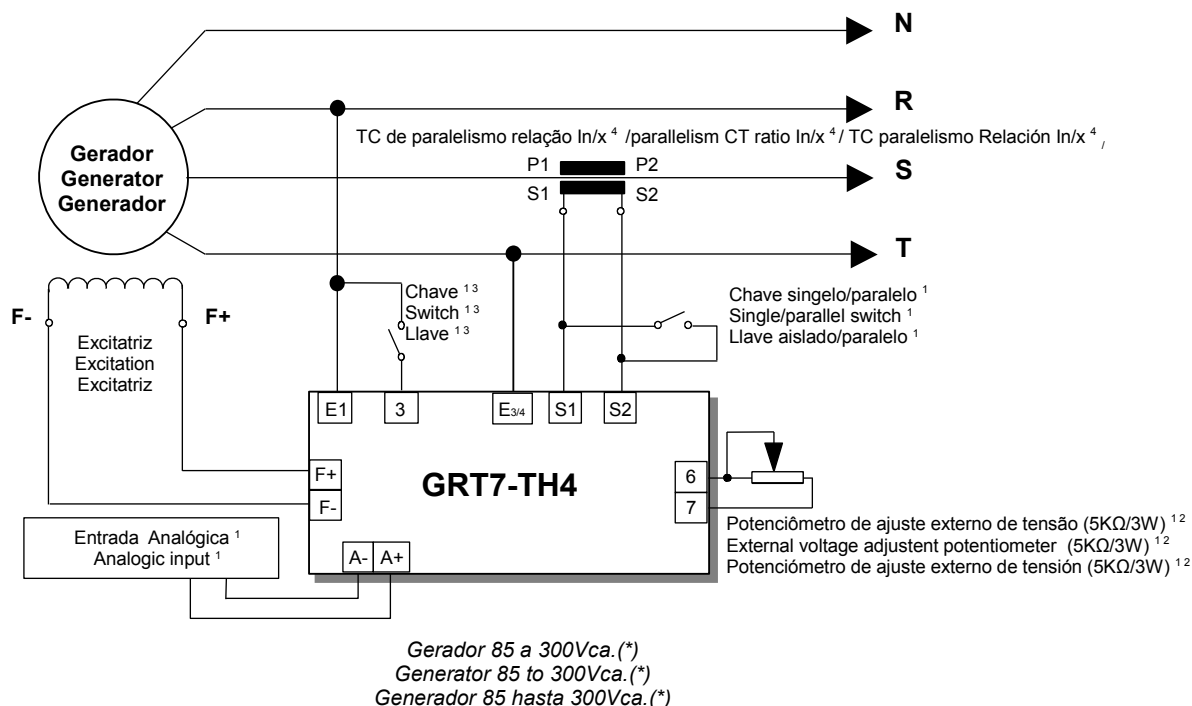 N
R
TC de paralelismo relação In/x ⁴ /parallelism CT ratio In/x ⁴ / TC paralelismo Relación In/x ⁴ ,
/
P1 P2
S
S1 S2
T
Gerador
Generator
Generador
F- F+
Excitatriz
Excitation
Excitatriz
Chave ¹ ³
Switch ¹ ³
Llave ¹ ³
Chave singelo/paralelo ¹
Single/parallel switch ¹
Llave aislado/paralelo ¹
E1 3 E3/4 S1 S2
F+
F-
GRT7-TH4
6
7
A- A+
Entrada Analógica ¹
Analogic input ¹
Potenciômetro de ajuste externo de tensão (5KΩ/3W) ¹ ²
External voltage adjustent potentiometer (5KΩ/3W) ¹ ²
Potenciómetro de ajuste externo de tensión (5KΩ/3W) ¹ ²
Gerador 85 a 300Vca.(*)
Generator 85 to 300Vca.(*)
Generador 85 hasta 300Vca.(*)